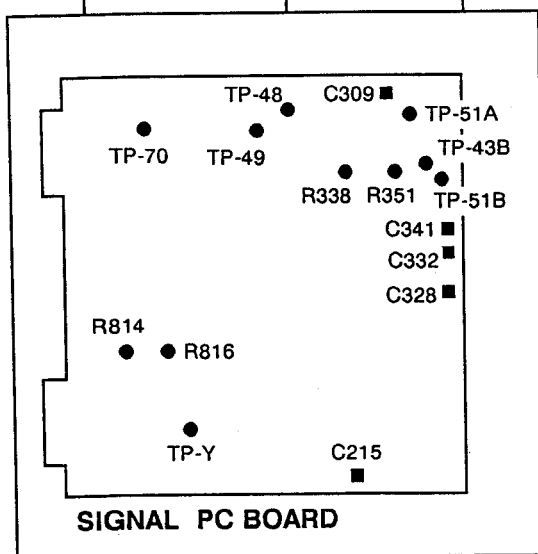 TP-48
C309
TP-51A
TP-70
TP-49
TP-43B
R338
R351
TP-51B
C341
C332
C328
R814
R816
TP-Y
C215
SIGNAL PC BOARD